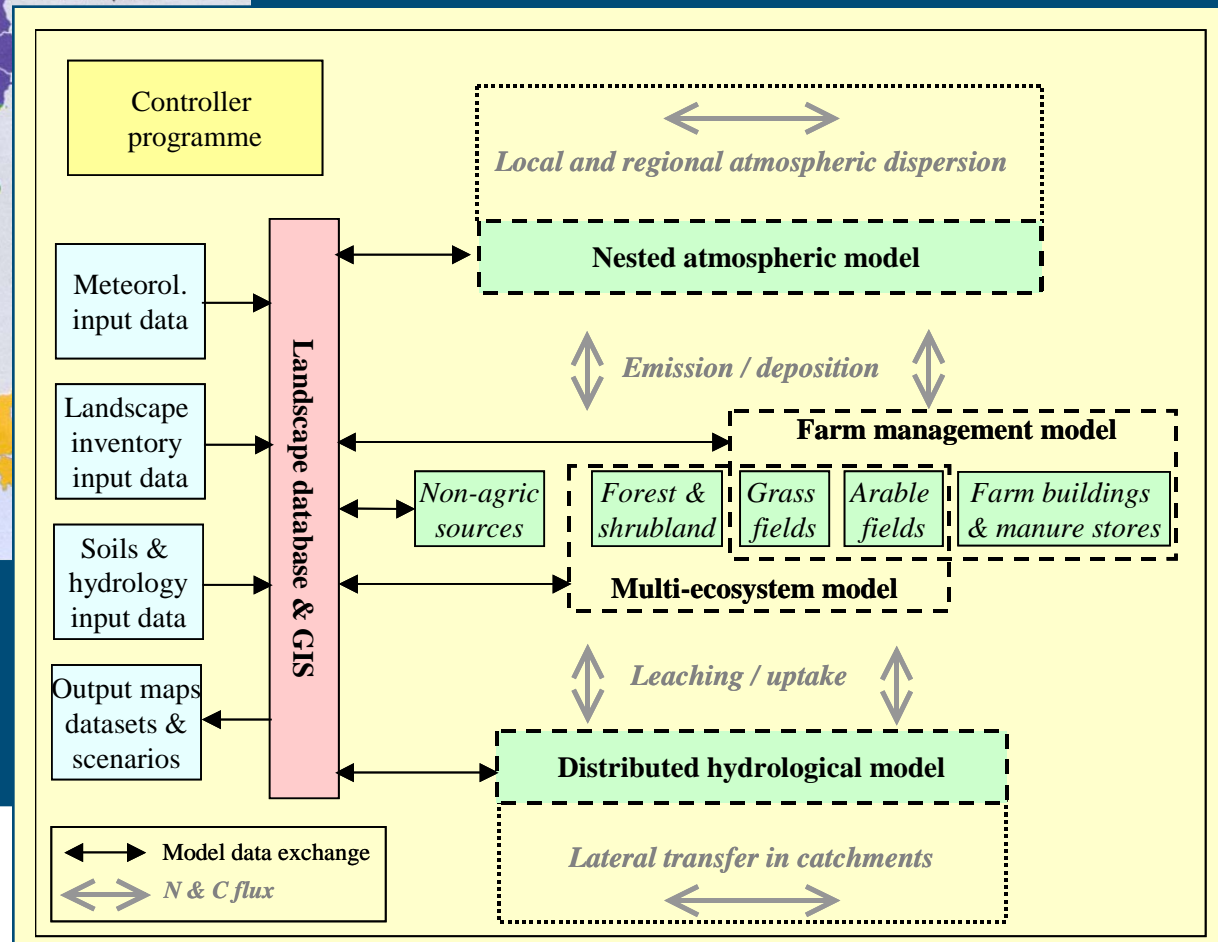 Controller
programme
Local and regional atmospheric dispersion
Nested atmospheric model
Meteorol.
input data
Landscape
inventory
input data
Soils &
hydrology
input data
Output maps
datasets &
scenarios
Landscape database & GIS
Emission / deposition
Farm management model
Non-agric
sources
Forest &
shrubland
Grass
fields
Arable
fields
Farm buildings
& manure stores
Multi-ecosystem model
Leaching / uptake
Distributed hydrological model
Lateral transfer in catchments
Model data exchange
N & C flux